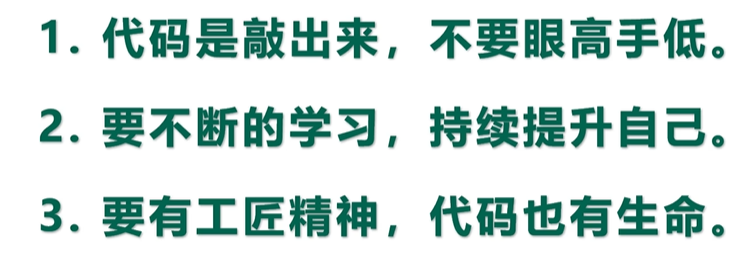 1. 代码是敲出来，不要眼高手低。
2. 要不断的学习，持续提升自己。
3. 要有工匠精神，代码也有生命。